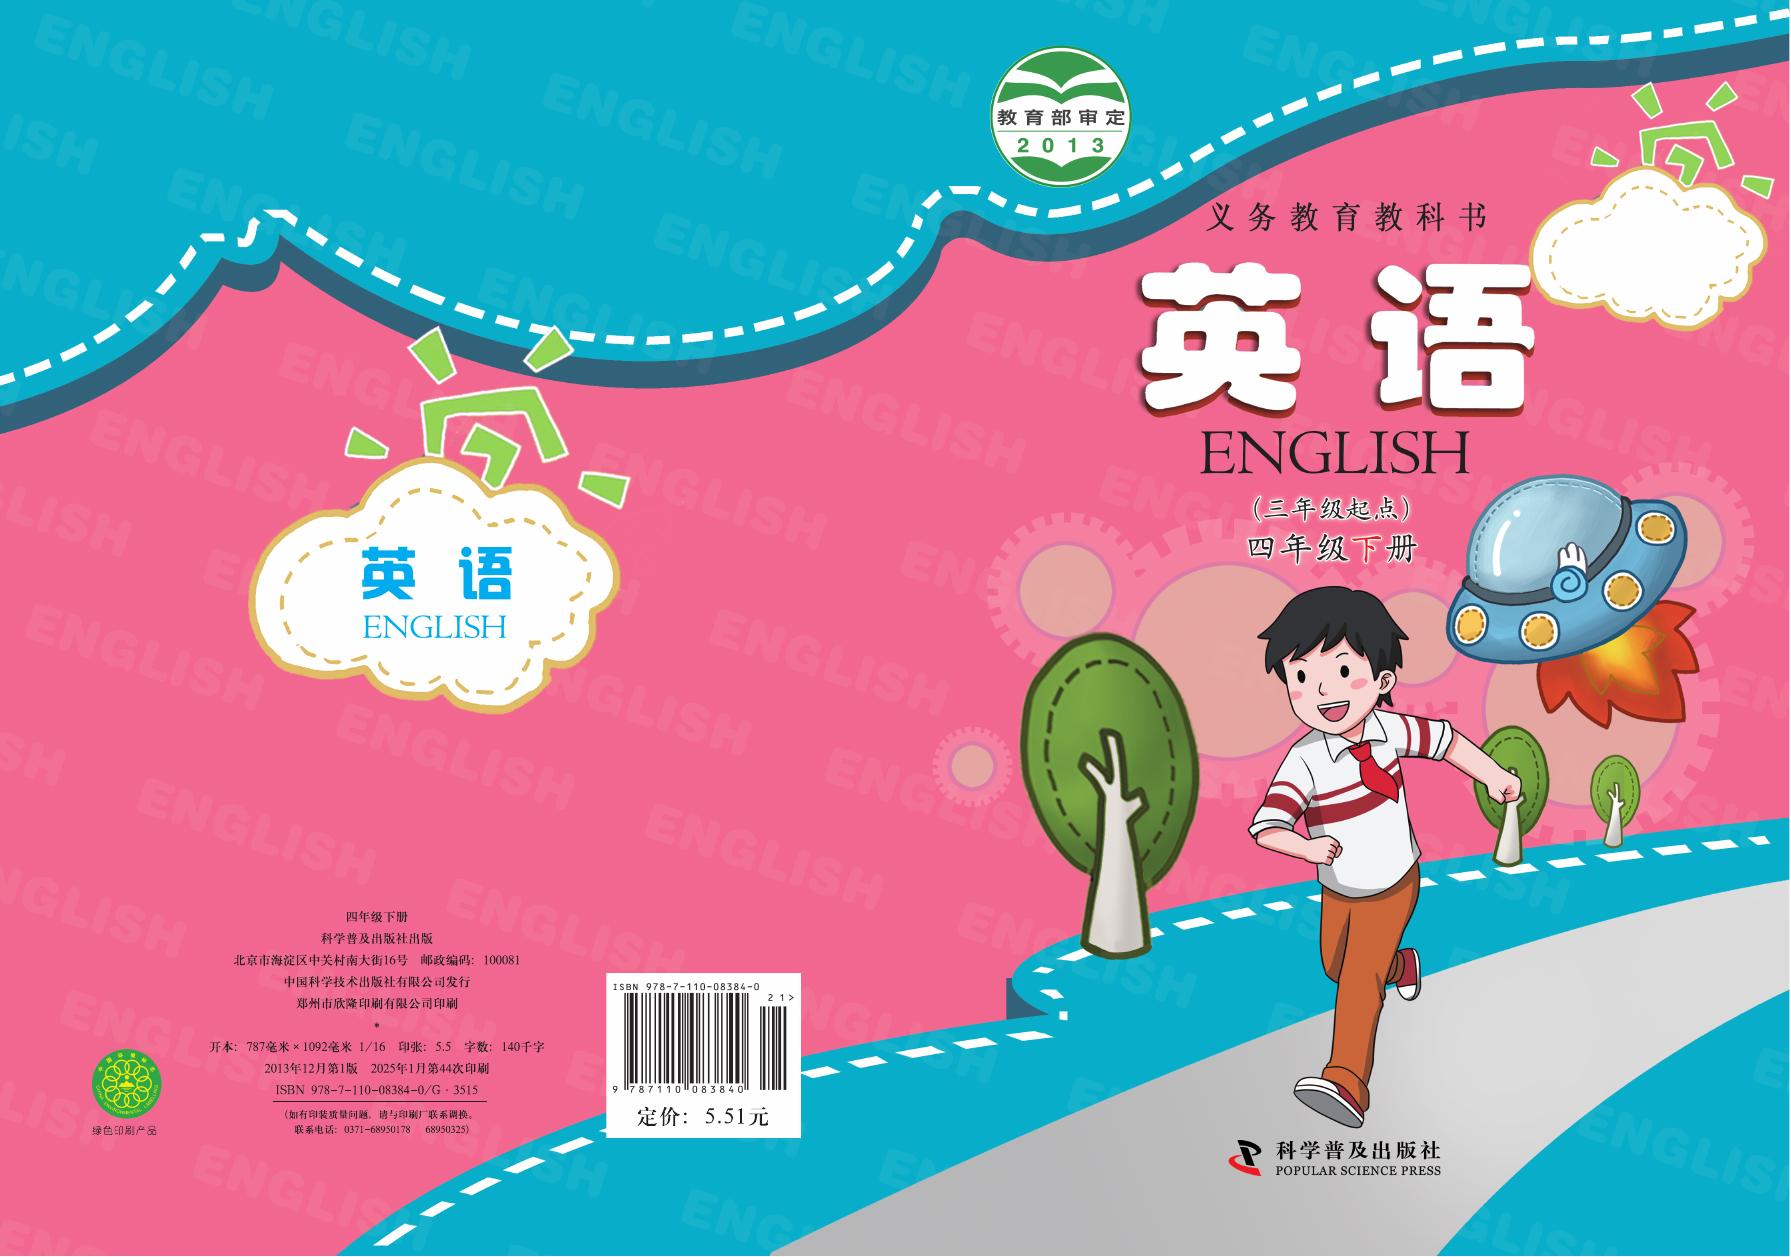 教育部审定
2013
义务教育教科书
英语
ENGLISH
（三年级起点）
四年级下册
科学普及出版社
POPULAR SCIENCE PRESS
英语
ENGLISH
四年级下册
科学普及出版社出版
北京市海淀区中关村南大街16号 邮政编码：100081
中国科学技术出版社有限公司发行
郑州市欣隆印刷有限公司印刷
*
开本：787毫米×1092毫米 1/16 印张：5.5 字数：140千字
2013年12月第1版 2025年1月第44次印刷
ISBN 978-7-110-08384-0/G·3515
（如有印装质量问题，请与印刷厂联系调换。
联系电话：0371-68950178 68950325）
绿色印刷产品
ISBN 978-7-110-08384-0
21>
9 787110 083840
定价：5.51元